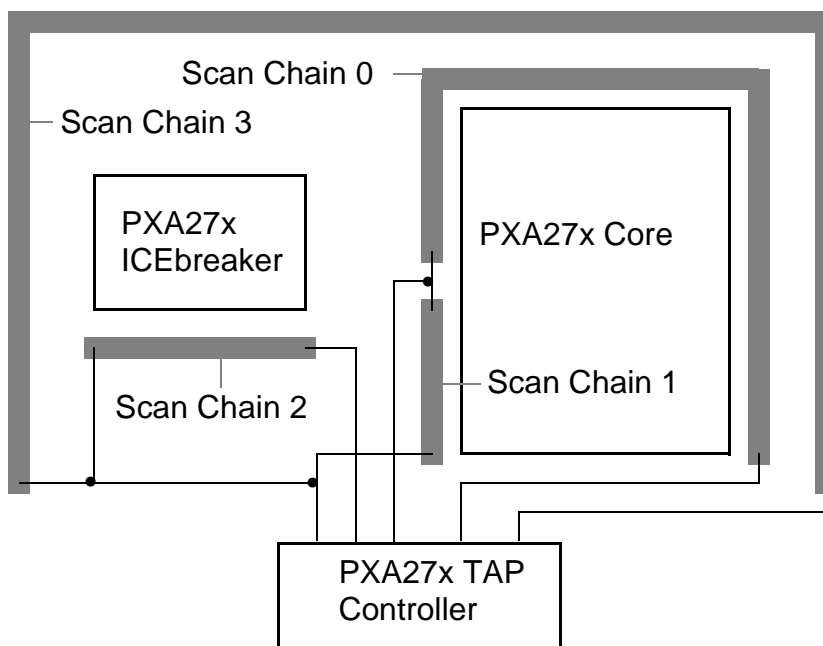 Scan Chain 0
Scan Chain 3
PXA27x
ICEbreaker
PXA27x Core
Scan Chain 1
Scan Chain 2
PXA27x TAP
Controller